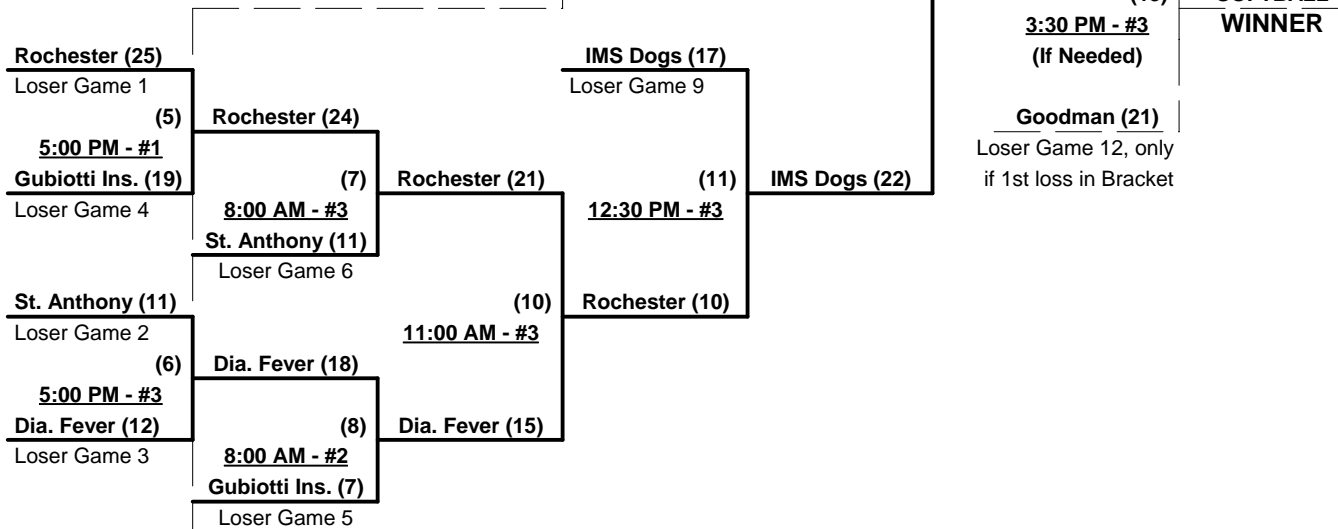 3:30 PM - #3
WINNER
(If Needed)
Rochester (25)
IMS Dogs (17)
Loser Game 1
Loser Game 9
(5)
Rochester (24)
Goodman (21)
5:00 PM - #1
Loser Game 12, only
Gubiotti Ins. (19)
(7)
Rochester (21)
(11)
IMS Dogs (22)
if 1st loss in Bracket
Loser Game 4
8:00 AM - #3
12:30 PM - #3
St. Anthony (11)
Loser Game 6
St. Anthony (11)
(10)
Rochester (10)
Loser Game 2
11:00 AM - #3
(6)
Dia. Fever (18)
5:00 PM - #3
Dia. Fever (12)
(8)
Dia. Fever (15)
Loser Game 3
8:00 AM - #2
Gubiotti Ins. (7)
Loser Game 5